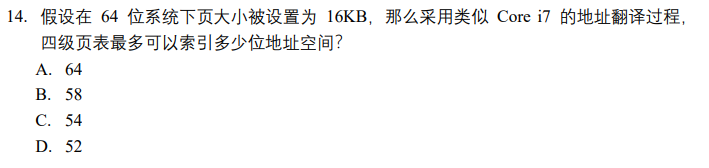 14. 假设在 64 位系统下页大小被设置为 16KB，那么采用类似 Core i7 的地址翻译过程，
四级页表最多可以索引多少位地址空间？
A. 64
B. 58
C. 54
D. 52